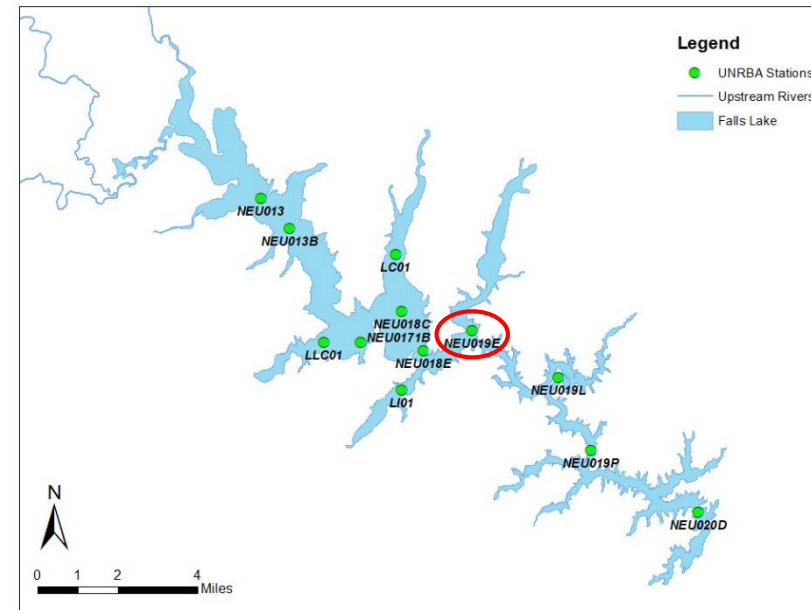 Legend
UNRBA Stations
Upstream Rivers
Falls Lake
NEU013
NEU013B
LC01
NEU018C
NEU0171B
LLC01
NEU018E
NEU019E
LI01
NEU019L
NEU019P
NEU020D
N
0 1 2 4
Miles